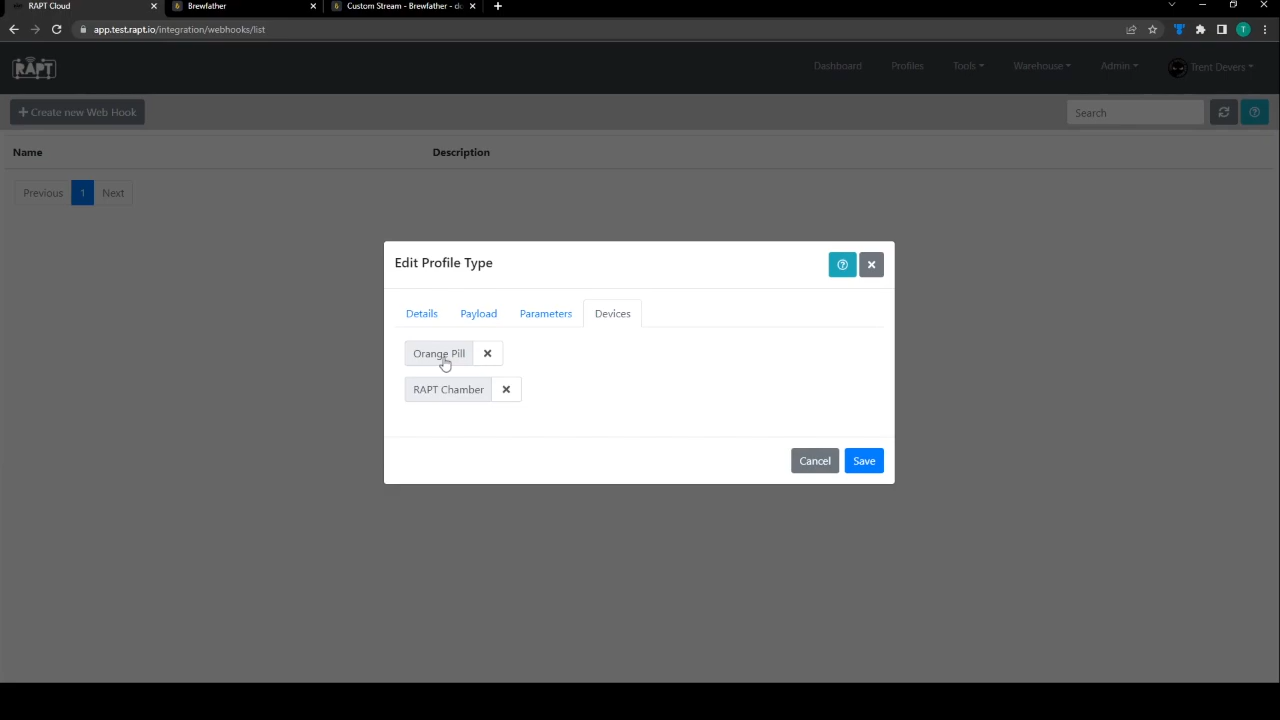 RAPT Cloud
Brewfather
Custom Stream - Brewfather - do
app.test.rapt.io/integration/webhooks/list
T
RAPT
Dashboard
Profiles
Tools
Warehouse
Admin
Trent Devers
+ Create new Web Hook
Search
Name
Description
Previous
1
Next
Edit Profile Type
Details
Payload
Parameters
Devices
Orange Pill
RAPT Chamber
Cancel
Save